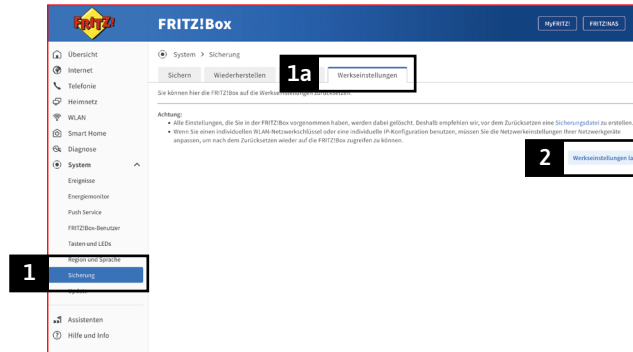 FRITZ!
FRITZ!Box
MyFRITZ!
FRITZ!NAS
Übersicht
Internet
Telefonie
Heimnetz
WLAN
Smart Home
Diagnose
System
Ereignisse
Energiemonitor
Push Service
FRITZ!Box-Benutzer
Tasten und LEDs
Region und Sprache
Sicherung
Update
Assistenten
Hilfe und Info
1
System > Sicherung
Sichern
Wiederherstellen
1a
Werkseinstellungen
Sie können hier die FRITZ!Box auf die Werkseinstellungen zurücksetzen.
Achtung:
• Alle Einstellungen, die Sie in der FRITZ!Box vorgenommen haben, werden dabei gelöscht. Deshalb empfehlen wir, vor dem Zurücksetzen eine Sicherungsdatei zu erstellen.
• Wenn Sie einen individuellen WLAN-Netzwerkschlüssel oder eine individuelle IP-Konfiguration benutzen, müssen Sie die Netzwerkeinstellungen Ihrer Netzwerkgeräte
anpassen, um nach dem Zurücksetzen wieder auf die FRITZ!Box zugreifen zu können.
2
Werkseinstellungen la